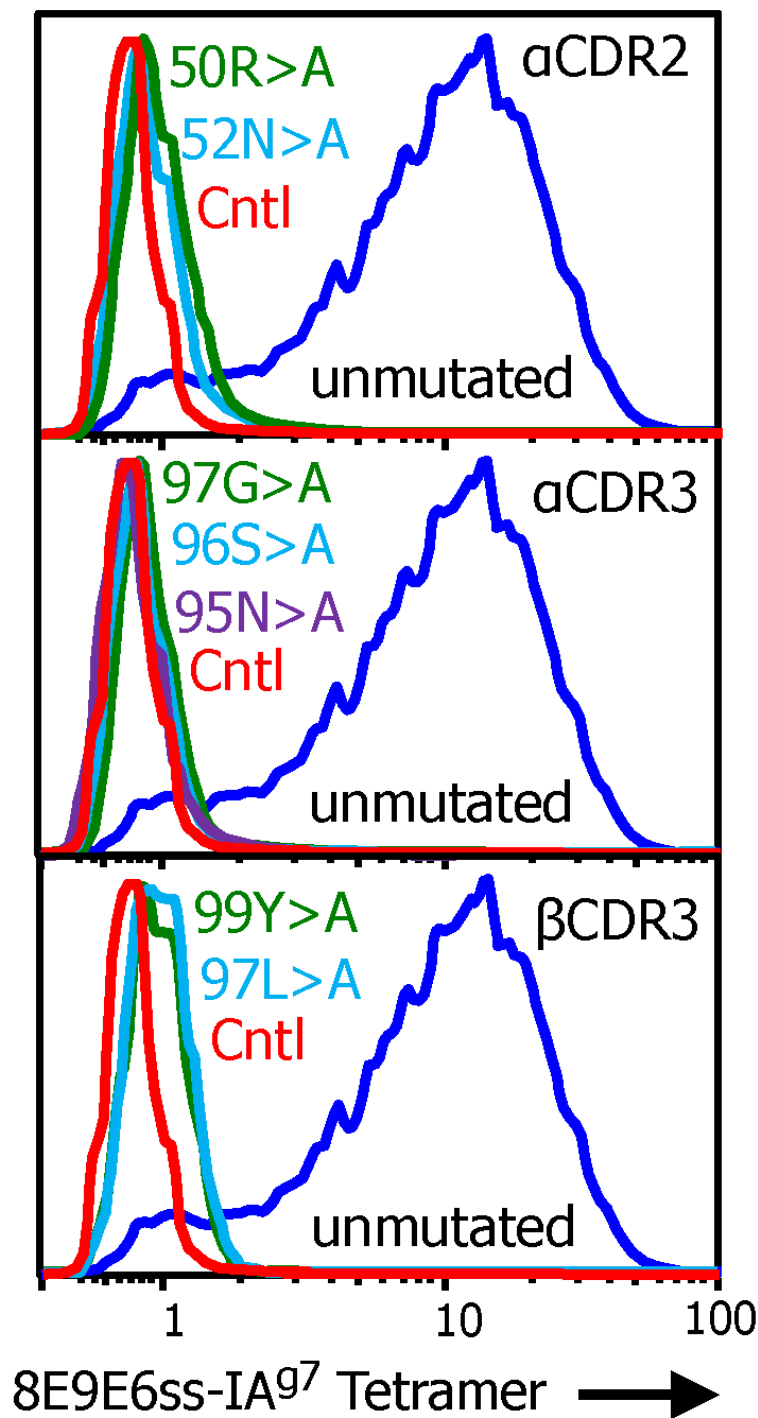 αCDR2
50R>A
52N>A
Cntl
unmutated
αCDR3
97G>A
96S>A
95N>A
Cntl
unmutated
βCDR3
99Y>A
97L>A
Cntl
unmutated
1 10 100
8E9E6ss-IAg7 Tetramer